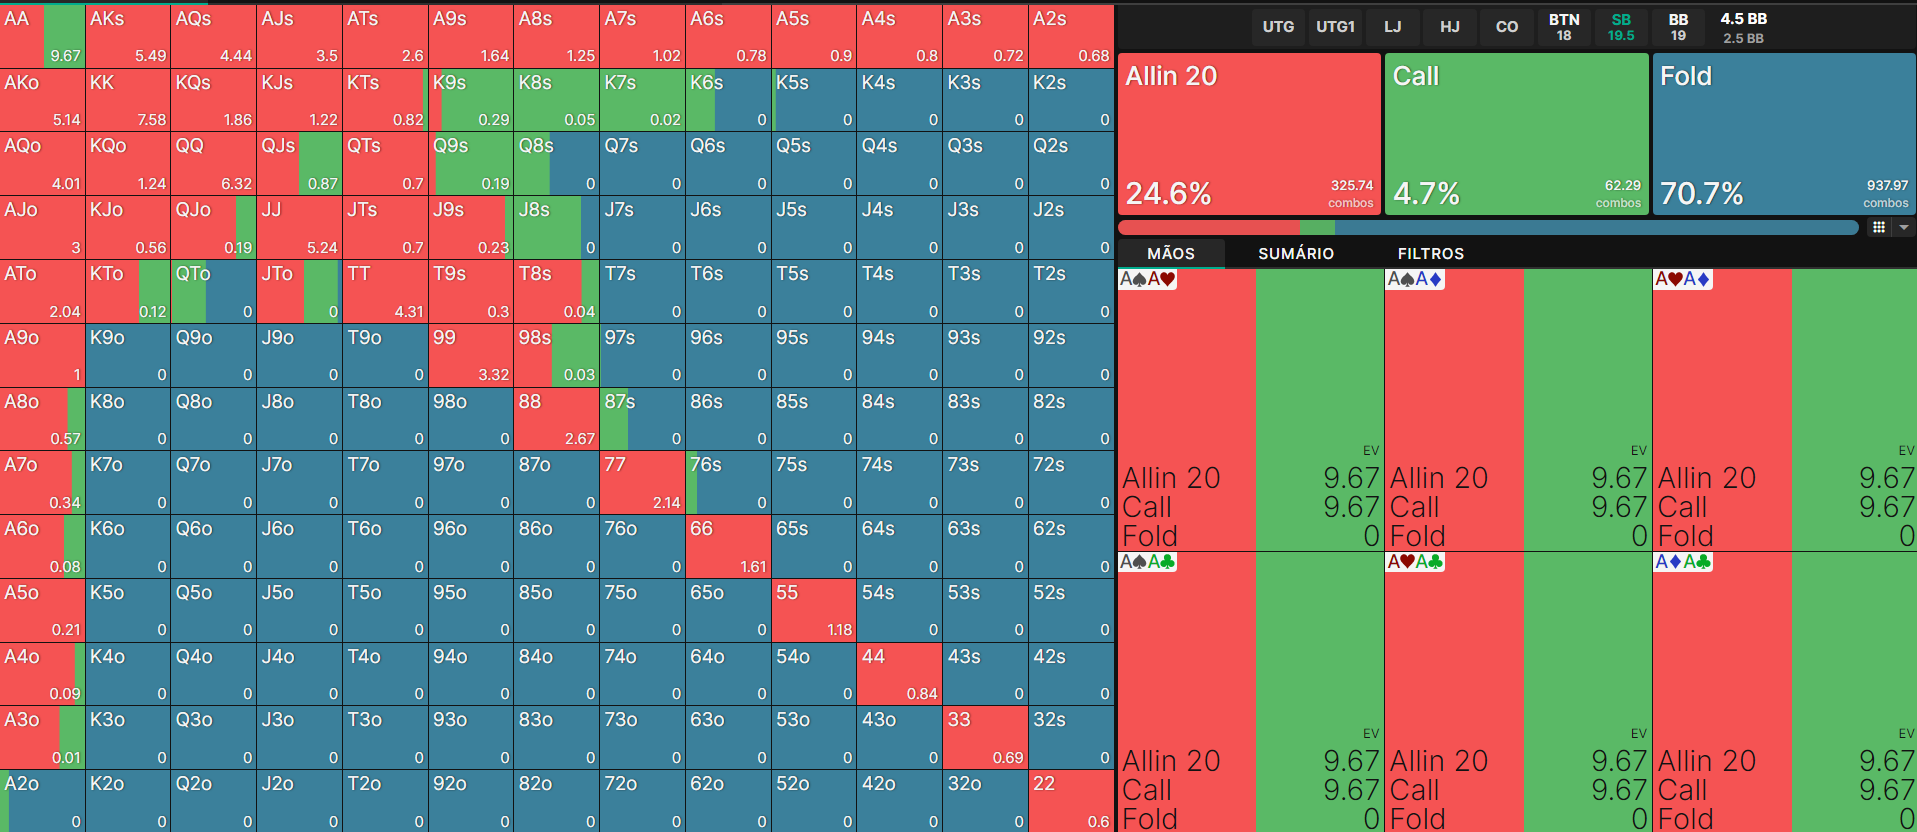 UTG UTG1 LJ HJ CO BTN SB BB 4.5 BB
18 19.5 19 2.5 BB
AA AKs AQs AJs ATs A9s A8s A7s A6s A5s A4s A3s A2s
9.67 5.49 4.44 3.5 2.6 1.64 1.25 1.02 0.78 0.9 0.8 0.72 0.68
AKo KK KQs KJs KTs K9s K8s K7s K6s K5s K4s K3s K2s
5.14 7.58 1.86 1.22 0.82 0.29 0.05 0.02 0 0 0 0 0
AQo KQo QQ QJs QTs Q9s Q8s Q7s Q6s Q5s Q4s Q3s Q2s
4.01 1.24 6.32 0.87 0.7 0.19 0 0 0 0 0 0 0
AJo KJo QJo JJ JTs J9s J8s J7s J6s J5s J4s J3s J2s
3 0.56 0.19 5.24 0.7 0.23 0 0 0 0 0 0 0
ATo KTo QTo JTo TT T9s T8s T7s T6s T5s T4s T3s T2s
2.04 0.12 0 0 4.31 0.3 0.04 0 0 0 0 0 0
A9o K9o Q9o J9o T9o 99 98s 97s 96s 95s 94s 93s 92s
1 0 0 0 0 3.32 0.03 0 0 0 0 0 0
A8o K8o Q8o J8o T8o 98o 88 87s 86s 85s 84s 83s 82s
0.57 0 0 0 0 0 2.67 0 0 0 0 0 0
A7o K7o Q7o J7o T7o 97o 87o 77 76s 75s 74s 73s 72s
0.34 0 0 0 0 0 0 2.14 0 0 0 0 0
A6o K6o Q6o J6o T6o 96o 86o 76o 66 65s 64s 63s 62s
0.08 0 0 0 0 0 0 0 1.61 0 0 0 0
A5o K5o Q5o J5o T5o 95o 85o 75o 65o 55 54s 53s 52s
0.21 0 0 0 0 0 0 0 0 1.18 0 0 0
A4o K4o Q4o J4o T4o 94o 84o 74o 64o 54o 44 43s 42s
0.09 0 0 0 0 0 0 0 0 0 0.84 0 0
A3o K3o Q3o J3o T3o 93o 83o 73o 63o 53o 43o 33 32s
0.01 0 0 0 0 0 0 0 0 0 0 0.69 0
A2o K2o Q2o J2o T2o 92o 82o 72o 62o 52o 42o 32o 22
0 0 0 0 0 0 0 0 0 0 0 0 0.6
Allin 20 Call Fold
24.6% 325.74 combos 4.7% 62.29 combos 70.7% 937.97 combos
MÃOS SUMÁRIO FILTROS
A♠A♥ A♠A♦ A♥A♦
EV EV EV
Allin 20 9.67 Allin 20 9.67 Allin 20 9.67
Call 9.67 Call 9.67 Call 9.67
Fold 0 Fold 0 Fold 0
A♠A♣ A♥A♣ A♦A♣
EV EV EV
Allin 20 9.67 Allin 20 9.67 Allin 20 9.67
Call 9.67 Call 9.67 Call 9.67
Fold 0 Fold 0 Fold 0